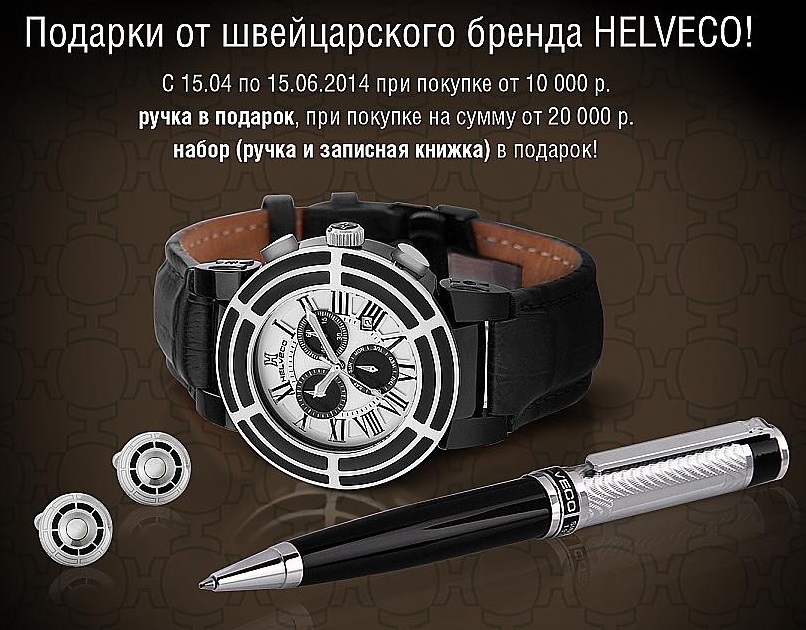 Подарки от швейцарского бренда HELVECO!
С 15.04 по 15.06.2014 при покупке от 10 000 р.
ручка в подарок, при покупке на сумму от 20 000 р.
набор (ручка и записная книжка) в подарок!
HELVECO
VECO